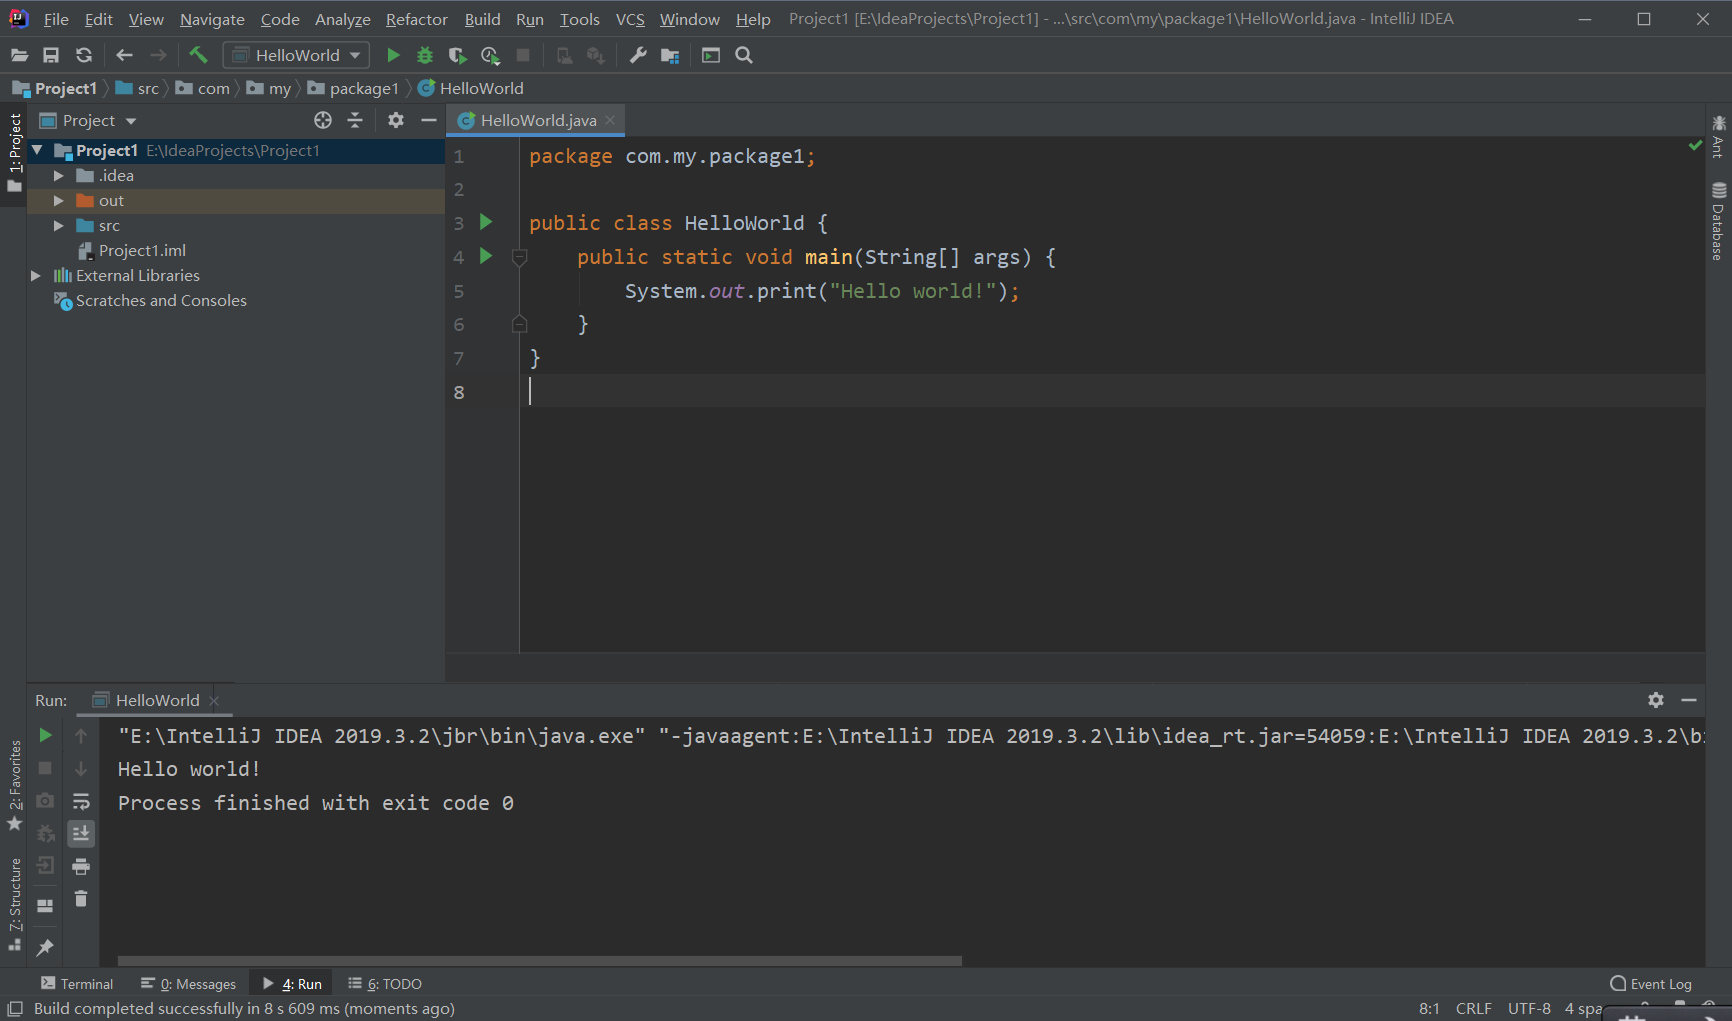 File Edit View Navigate Code Analyze Refactor Build Run Tools VCS Window Help Project1 [E:\IdeaProjects\Project1] - ...\src\com\my\package1\HelloWorld.java - IntelliJ IDEA
HelloWorld
Project1 src com my package1 HelloWorld
Project
HelloWorld.java
1: Project
Project1 E:\IdeaProjects\Project1
.idea
out
src
Project1.iml
External Libraries
Scratches and Consoles
1 package com.my.package1;
2
3 public class HelloWorld {
4 public static void main(String[] args) {
5 System.out.print("Hello world!");
6 }
7 }
8
Ant
Database
Run: HelloWorld
"E:\IntelliJ IDEA 2019.3.2\jbr\bin\java.exe" "-javaagent:E:\IntelliJ IDEA 2019.3.2\lib\idea_rt.jar=54059:E:\IntelliJ IDEA 2019.3.2\b
Hello world!
Process finished with exit code 0
2: Favorites
7: Structure
Terminal 0: Messages 4: Run 6: TODO Event Log
Build completed successfully in 8 s 609 ms (moments ago) 8:1 CRLF UTF-8 4 spa